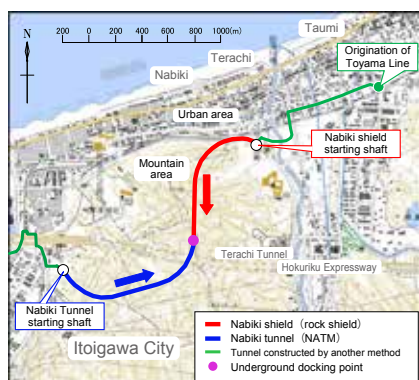 N
200 0 200 400 600 800 1000(m)
Taumi
Terachi
Nabiki
Origination of
Toyama Line
Urban area
Nabiki shield
starting shaft
Mountain
area
Terachi Tunnel
Hokuriku Expressway
Nabiki Tunnel
starting shaft
Itoigawa City
Nabiki shield (rock shield)
Nabiki tunnel (NATM)
Tunnel constructed by another method
Underground docking point